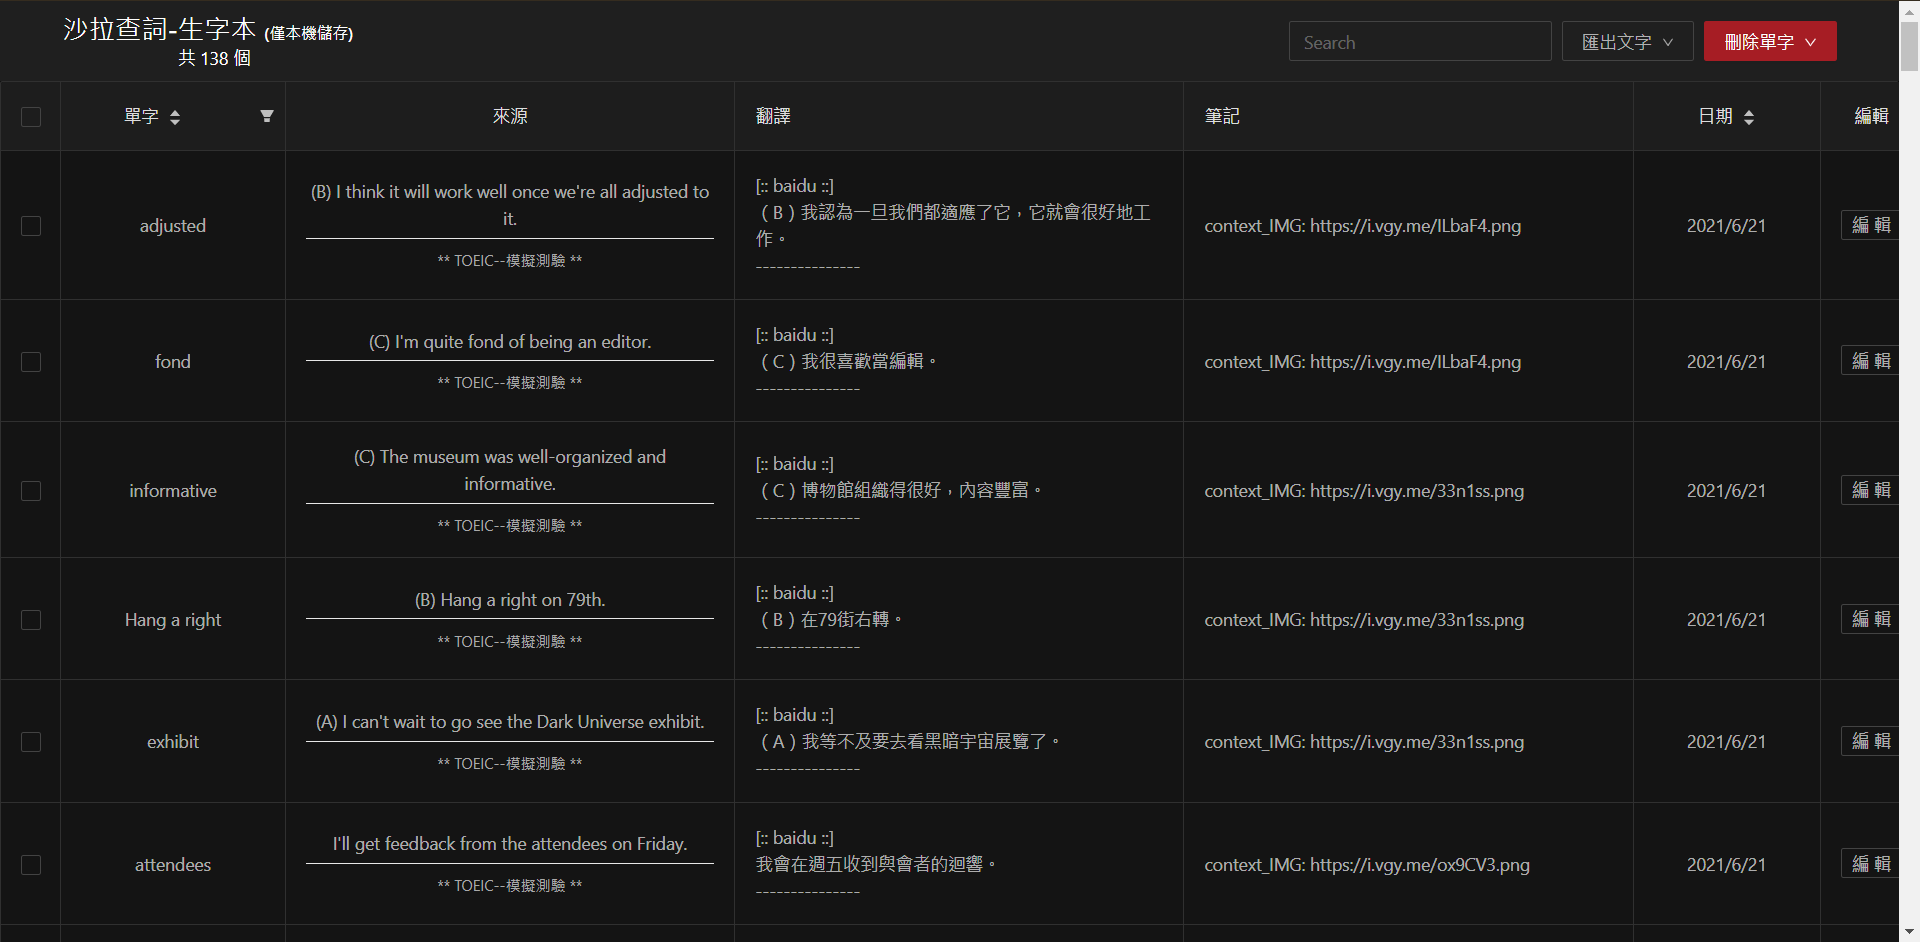 沙拉查詞-生字本 (僅本機儲存)
共 138 個
Search
匯出文字
刪除單字
單字
來源
翻譯
筆記
日期
編輯
adjusted
(B) I think it will work well once we're all adjusted to
it.
** TOEIC--模擬測驗 **
[:: baidu ::]
（B）我認為一旦我們都適應了它，它就會很好地工
作。
---------------
context_IMG: https://i.vgy.me/ILbaF4.png
2021/6/21
編 輯
fond
(C) I'm quite fond of being an editor.
** TOEIC--模擬測驗 **
[:: baidu ::]
（C）我很喜歡當編輯。
---------------
context_IMG: https://i.vgy.me/ILbaF4.png
2021/6/21
編 輯
informative
(C) The museum was well-organized and
informative.
** TOEIC--模擬測驗 **
[:: baidu ::]
（C）博物館組織得很好，內容豐富。
---------------
context_IMG: https://i.vgy.me/33n1ss.png
2021/6/21
編 輯
Hang a right
(B) Hang a right on 79th.
** TOEIC--模擬測驗 **
[:: baidu ::]
（B）在79街右轉。
---------------
context_IMG: https://i.vgy.me/33n1ss.png
2021/6/21
編 輯
exhibit
(A) I can't wait to go see the Dark Universe exhibit.
** TOEIC--模擬測驗 **
[:: baidu ::]
（A）我等不及要去看黑暗宇宙展覽了。
---------------
context_IMG: https://i.vgy.me/33n1ss.png
2021/6/21
編 輯
attendees
I'll get feedback from the attendees on Friday.
** TOEIC--模擬測驗 **
[:: baidu ::]
我會在週五收到與會者的迴響。
---------------
context_IMG: https://i.vgy.me/ox9CV3.png
2021/6/21
編 輯